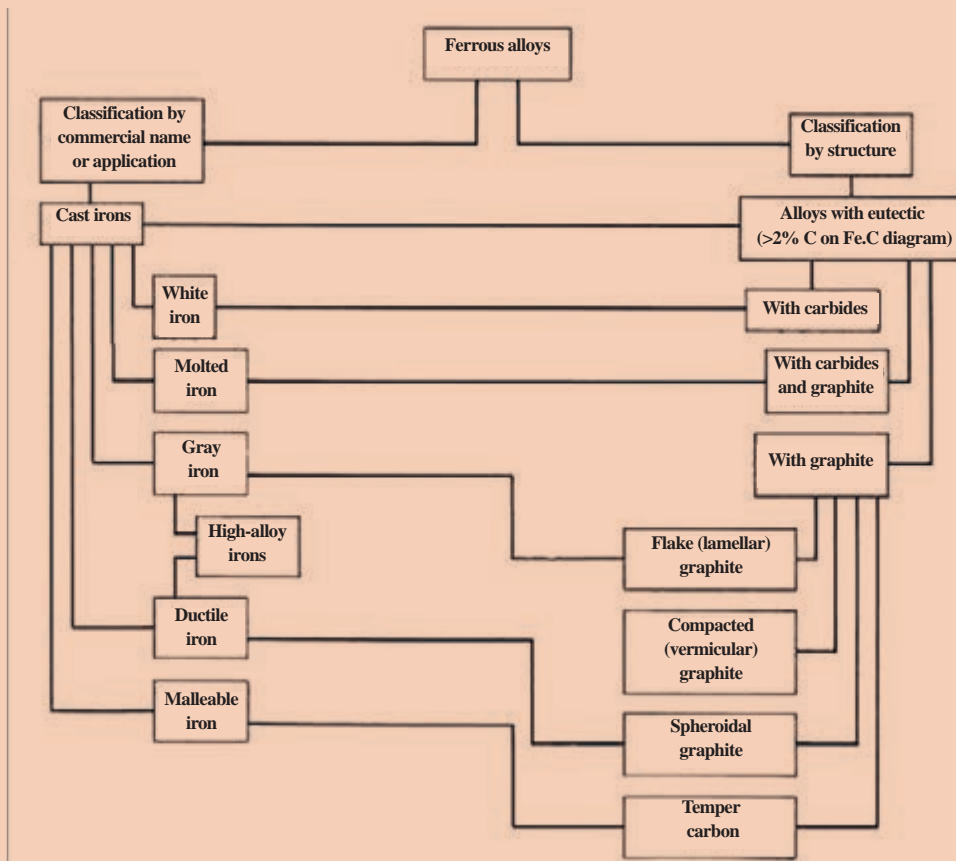 Ferrous alloys
Classification by
commercial name
or application
Classification
by structure
Cast irons
Alloys with eutectic
(>2% C on Fe.C diagram)
White
iron
With carbides
Molted
iron
With carbides
and graphite
Gray
iron
With graphite
High-alloy
irons
Flake (lamellar)
graphite
Ductile
iron
Compacted
(vermicular)
graphite
Malleable
iron
Spheroidal
graphite
Temper
carbon